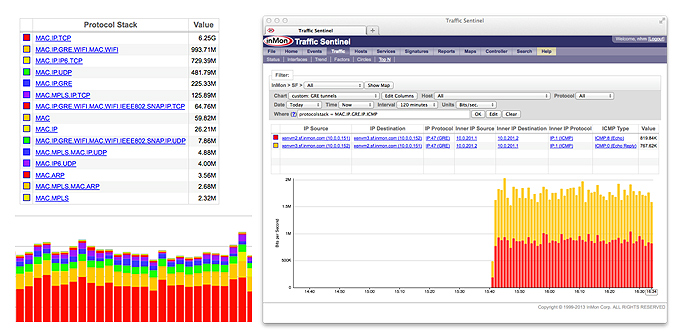 Protocol Stack Value
MAC.IP.TCP 6.25G
MAC.IP.GRE.WIFI.MAC.WIFI 993.71M
MAC.IP.IP6.TCP 729.39M
MAC.IP.UDP 481.79M
MAC.IP.GRE 225.33M
MAC.MPLS.MPLS.IP.TCP 125.89M
MAC.IP.GRE.WIFI.MAC.WIFI.IEEE802.SNAP.IP.TCP 64.76M
MAC 59.82M
MAC.IP 26.21M
MAC.IP.GRE.WIFI.MAC.WIFI.IEEE802.SNAP.IP.UDP 7.86M
MAC.MPLS.MAC.IP.UDP 4.88M
MAC.IP6.UDP 4.00M
MAC.ARP 3.56M
MAC.MPLS.MAC.ARP 2.68M
MAC.MPLS 2.32M
Traffic Sentinel
Traffic Sentinel
inMon Traffic Sentinel
Welcome, [Logout]
File Home Events Traffic Hosts Services Signatures Reports Maps Controller Search Help
Status Interfaces Trend Factors Circles Top N
Filter:
InMon > SF > All Show Map
Chart custom: GRE tunnels Edit Columns Host All Protocol All
Date Today Time Now Interval 120 minutes Units Bits/sec.
Where [?] protocolstack = MAC.IP.GRE.IP.ICMP OK Edit Clear
IP Source IP Destination IP Protocol Inner IP Source Inner IP Destination Inner IP Protocol ICMP Type Value
xenvm2.sf.inmon.com (10.0.0.151) xenvm3.sf.inmon.com (10.0.0.152) IP:47 (GRE) 10.0.201.1 10.0.201.2 IP:1 (ICMP) ICMP:8 (Echo) 819.84K
xenvm3.sf.inmon.com (10.0.0.152) xenvm2.sf.inmon.com (10.0.0.151) IP:47 (GRE) 10.0.201.2 10.0.201.1 IP:1 (ICMP) ICMP:0 (Echo Reply) 767.62K
2M
1.5M
1M
500K
0
Bits per Second
14:40 14:50 15:00 15:10 15:20 15:30 15:40 15:50 16:00 16:10 16:20 16:30 16:34
Copyright © 1999-2013 InMon Corp. ALL RIGHTS RESERVED